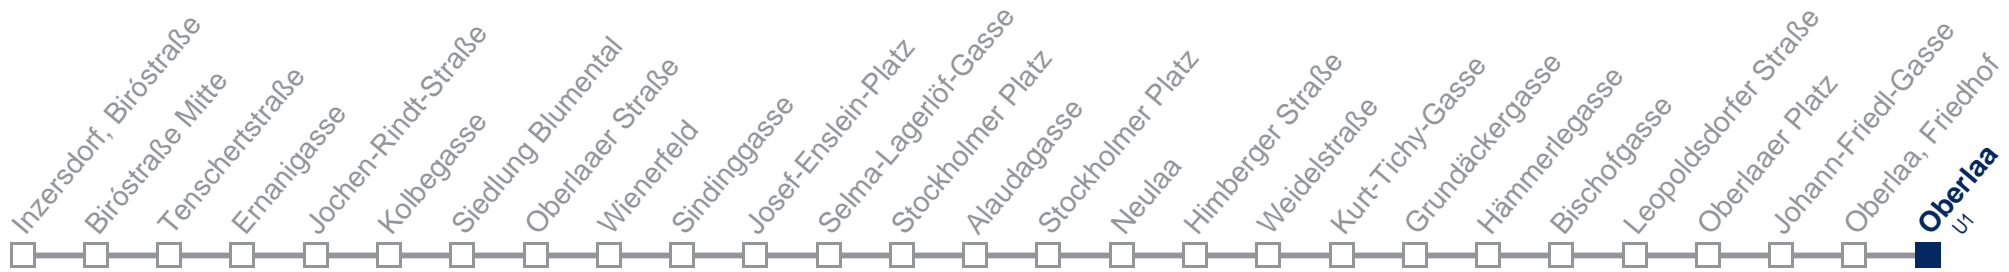 Inzersdorf, Biróstraße
Biróstraße Mitte
Tenschertstraße
Ernanigasse
Jochen-Rindt-Straße
Kolbegasse
Siedlung Blumental
Oberlaaer Straße
Wienerfeld
Sindinggasse
Josef-Enslein-Platz
Selma-Lagerlöf-Gasse
Stockholmer Platz
Alaudagasse
Stockholmer Platz
Neulaa
Himberger Straße
Weidelstraße
Kurt-Tichy-Gasse
Grundäckergasse
Hämmerlegasse
Bischofgasse
Leopoldsdorfer Straße
Oberlaaer Platz
Johann-Friedl-Gasse
Oberlaa, Friedhof
Oberlaa
U1